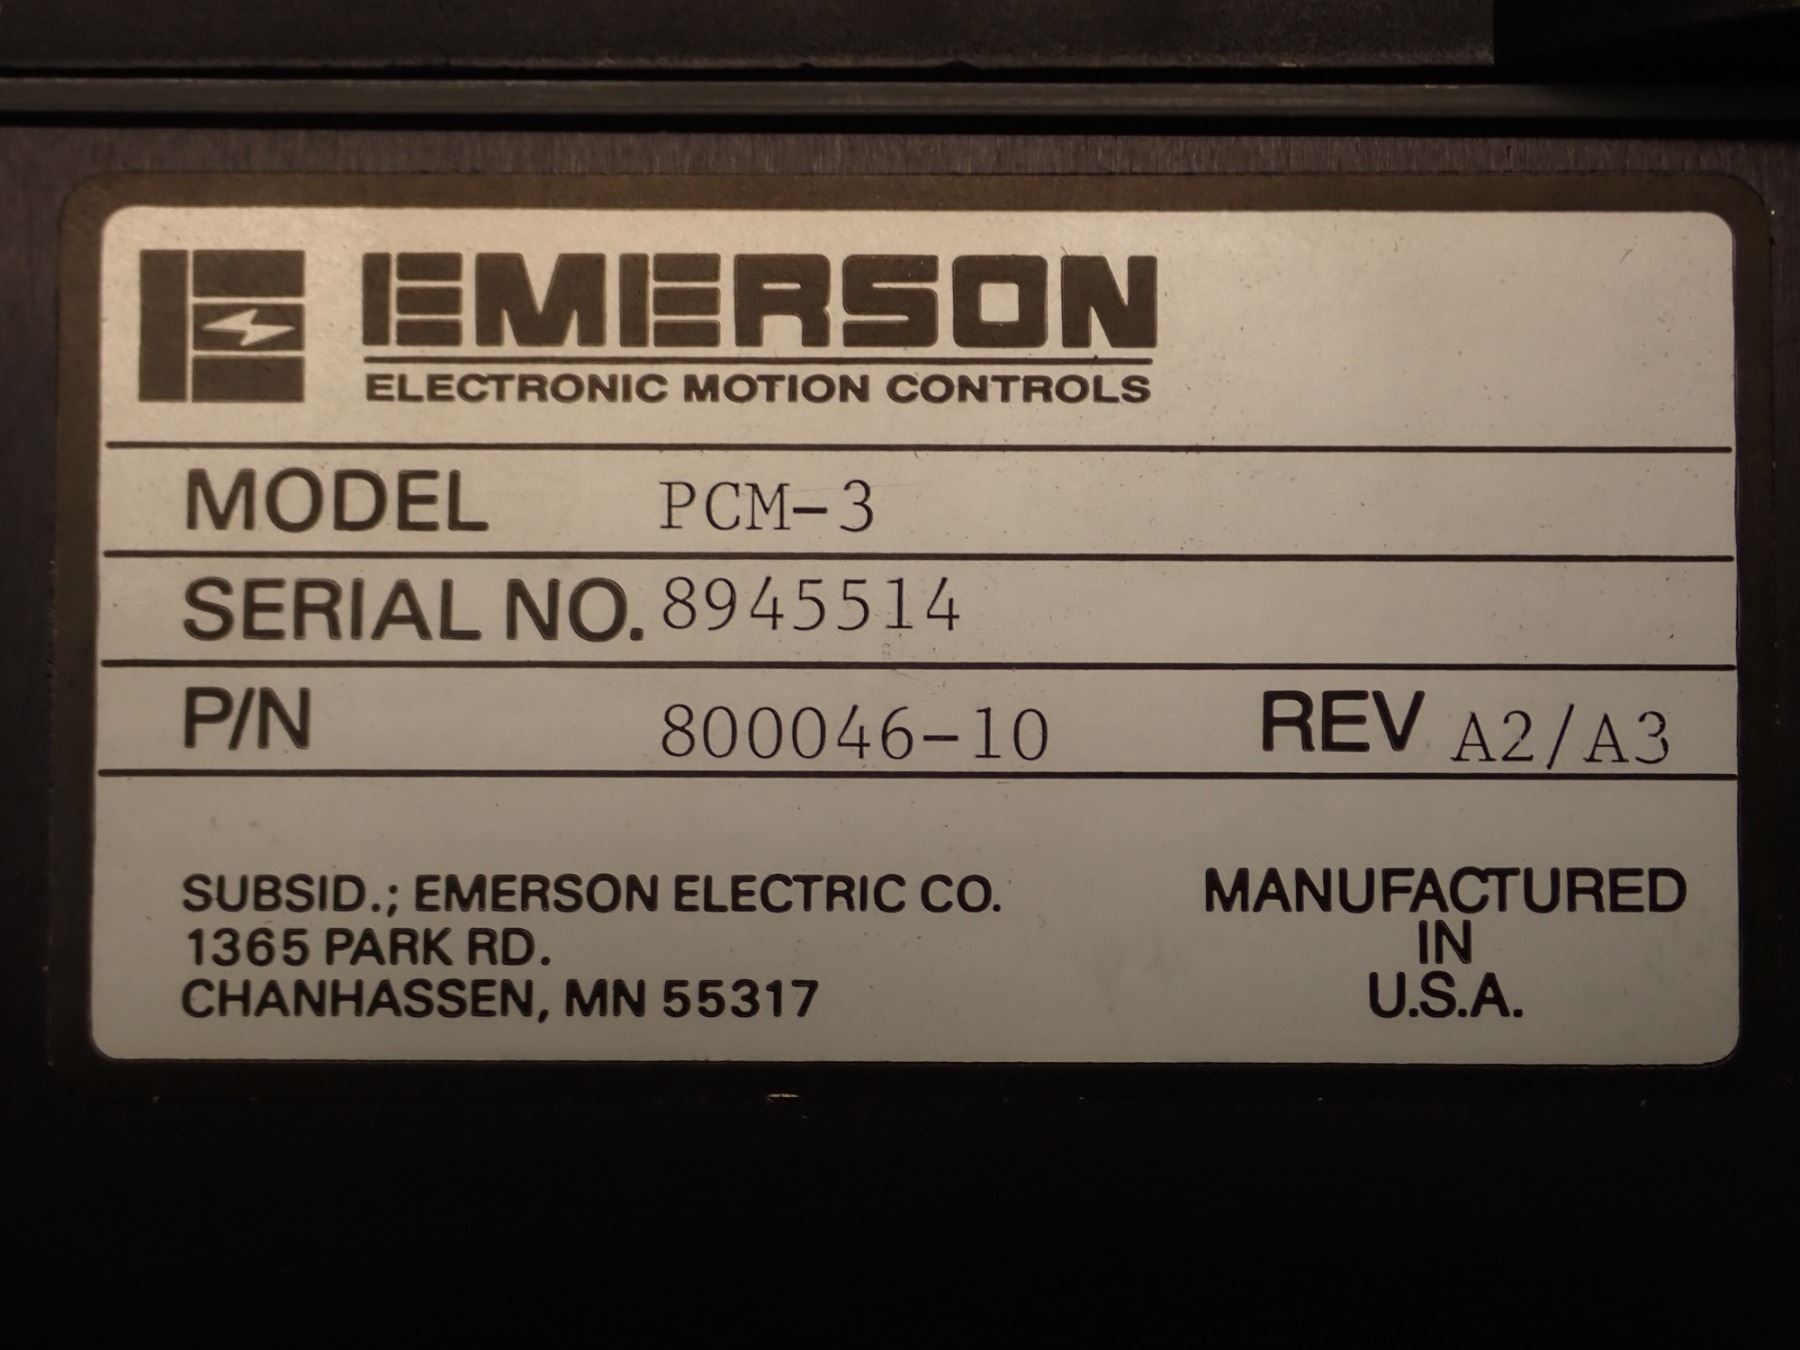 EMERSON
ELECTRONIC MOTION CONTROLS
MODEL PCM-3
SERIAL NO. 8945514
P/N 800046-10 REV A2/A3
SUBSID.; EMERSON ELECTRIC CO.
1365 PARK RD.
CHANHASSEN, MN 55317
MANUFACTURED
IN
U.S.A.